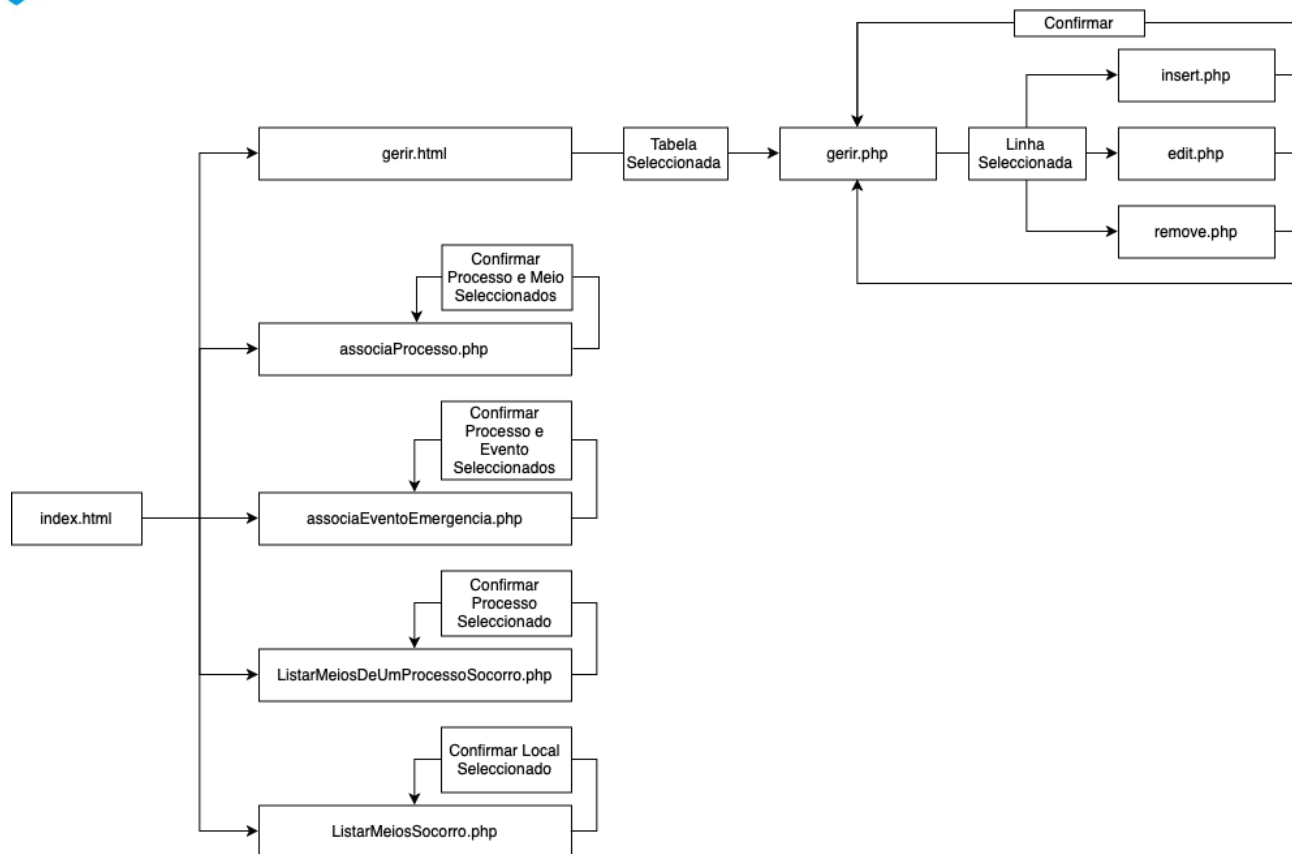 Confirmar
insert.php
gerir.html
Tabela
Seleccionada
gerir.php
Linha
Seleccionada
edit.php
remove.php
Confirmar
Processo e Meio
Seleccionados
associaProcesso.php
Confirmar
Processo e
Evento
Seleccionados
index.html
associaEventoEmergencia.php
Confirmar
Processo
Seleccionado
ListarMeiosDeUmProcessoSocorro.php
Confirmar Local
Seleccionado
ListarMeiosSocorro.php